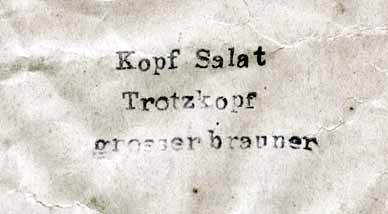 Kopf Salat
Trotzkopf
grosser brauner